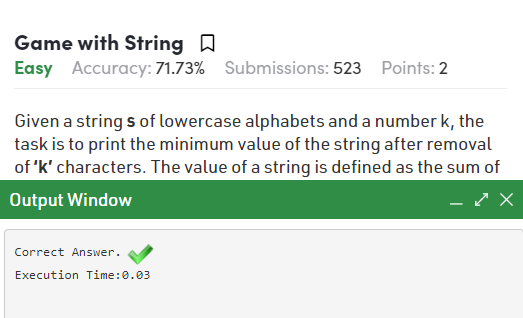 Game with String
Easy Accuracy: 71.73% Submissions: 523 Points: 2
Given a string s of lowercase alphabets and a number k, the
task is to print the minimum value of the string after removal
of ‘k’ characters. The value of a string is defined as the sum of
Output Window
Correct Answer.
Execution Time:0.03